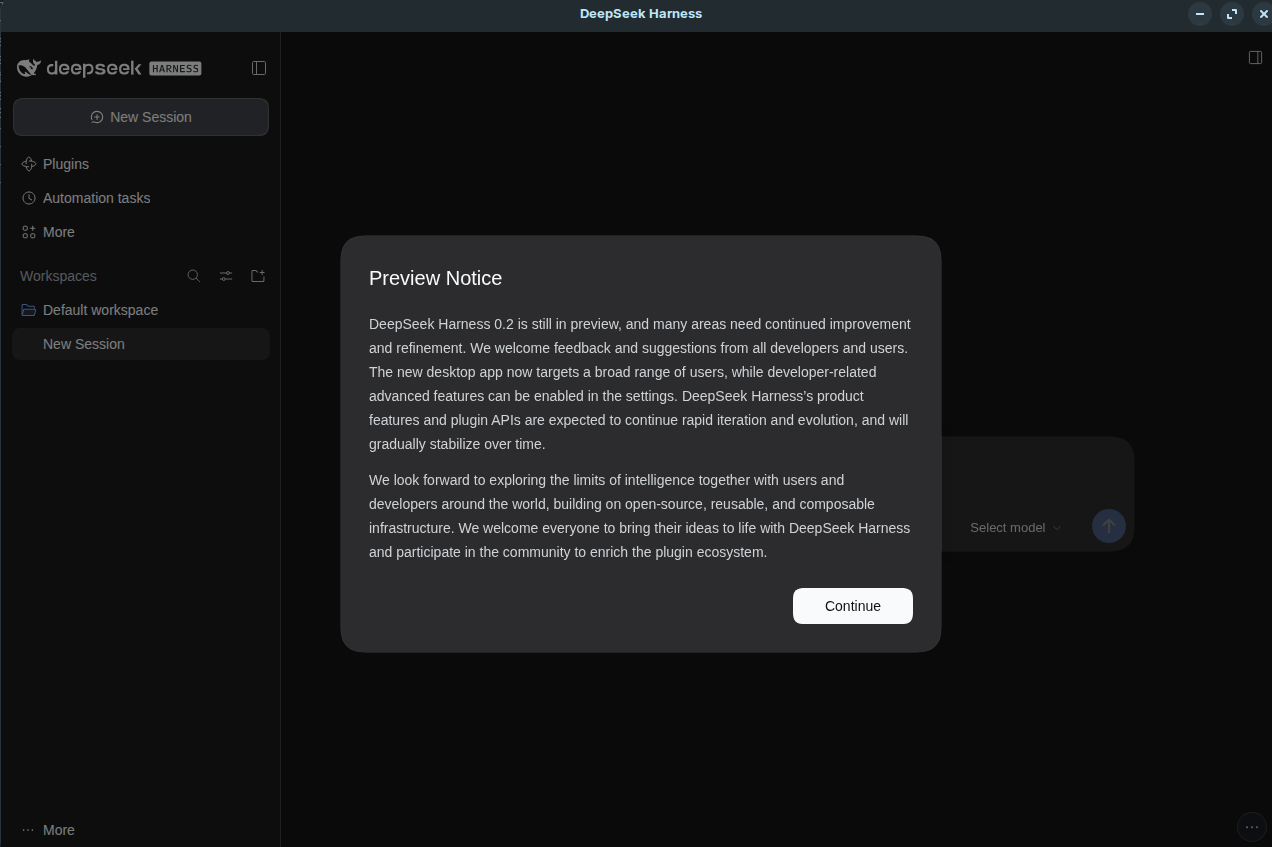 DeepSeek Harness
deepseek HARNESS
New Session
Plugins
Automation tasks
More
Workspaces
Default workspace
New Session
Preview Notice
DeepSeek Harness 0.2 is still in preview, and many areas need continued improvement
and refinement. We welcome feedback and suggestions from all developers and users.
The new desktop app now targets a broad range of users, while developer-related
advanced features can be enabled in the settings. DeepSeek Harness’s product
features and plugin APIs are expected to continue rapid iteration and evolution, and will
gradually stabilize over time.
We look forward to exploring the limits of intelligence together with users and
developers around the world, building on open-source, reusable, and composable
infrastructure. We welcome everyone to bring their ideas to life with DeepSeek Harness
and participate in the community to enrich the plugin ecosystem.
Select model
Continue
More